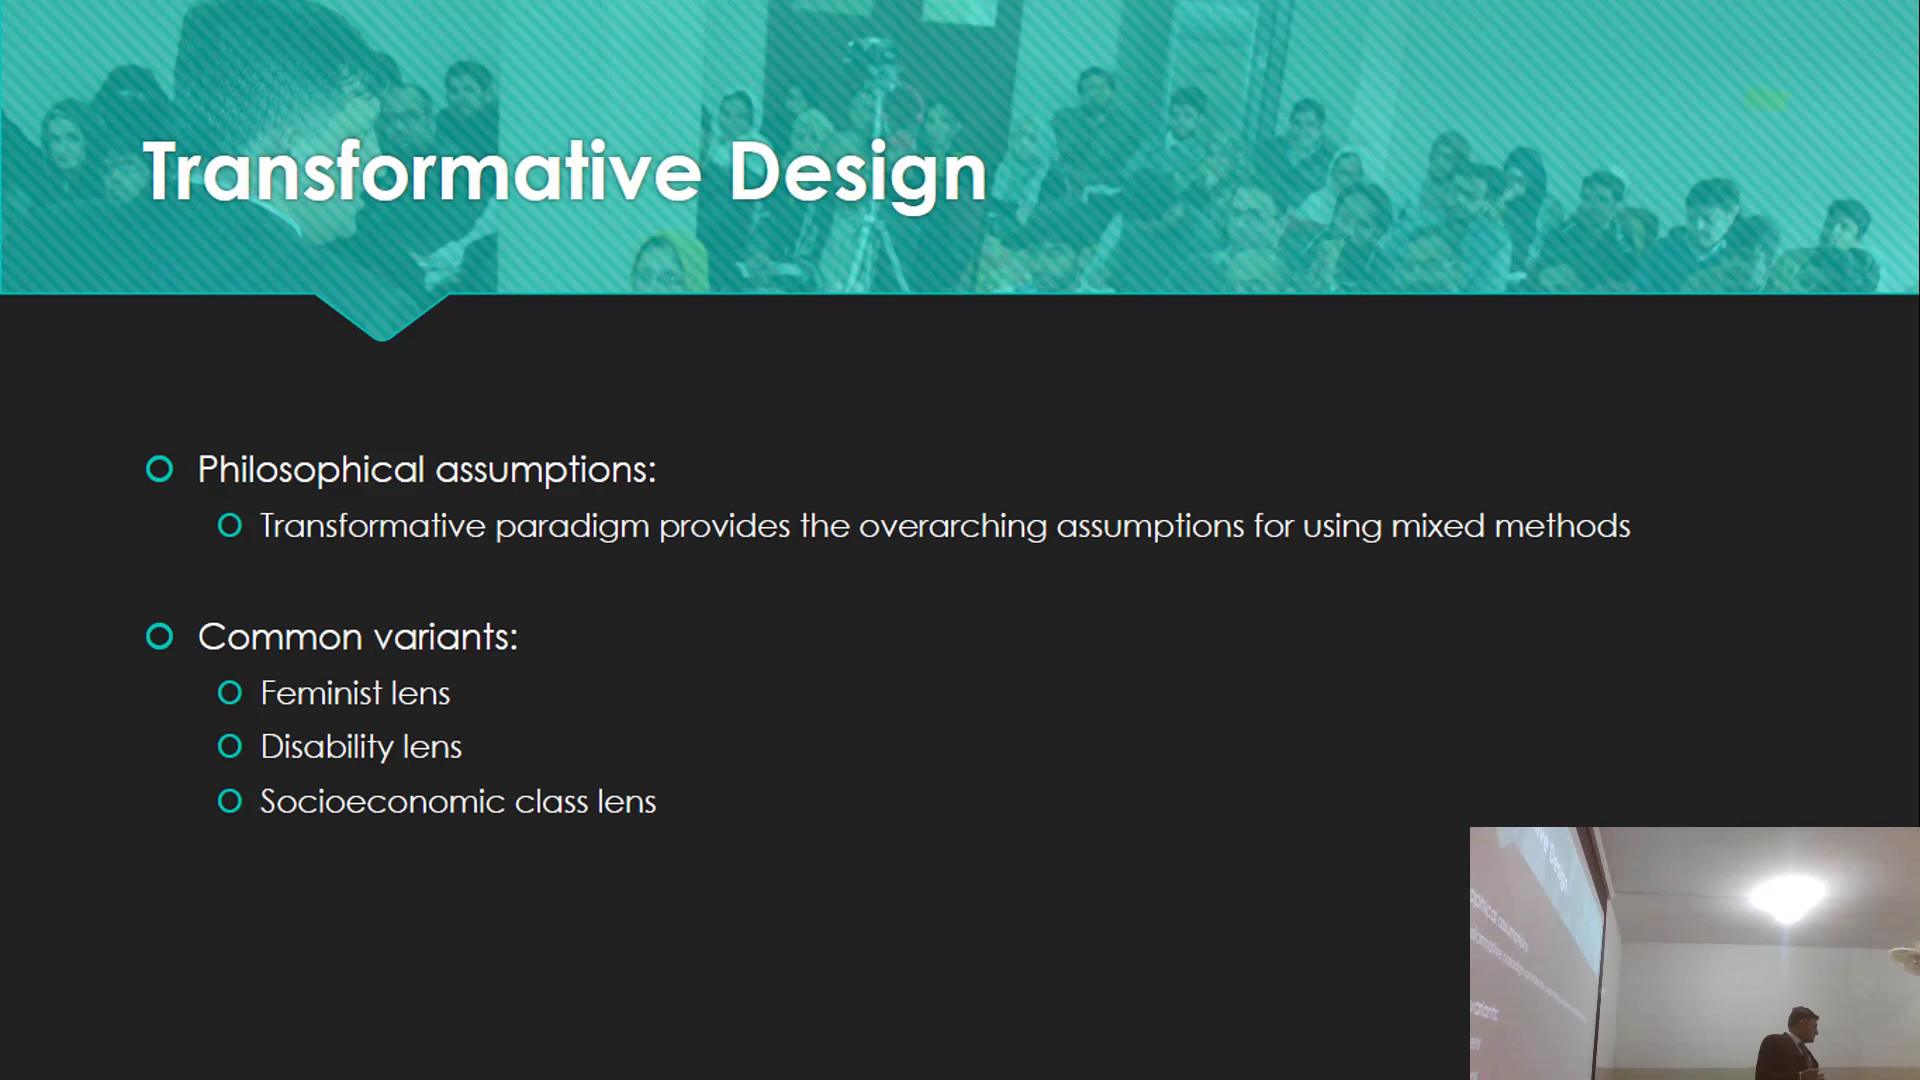 Transformative Design
Philosophical assumptions:
Transformative paradigm provides the overarching assumptions for using mixed methods
Common variants:
Feminist lens
Disability lens
Socioeconomic class lens